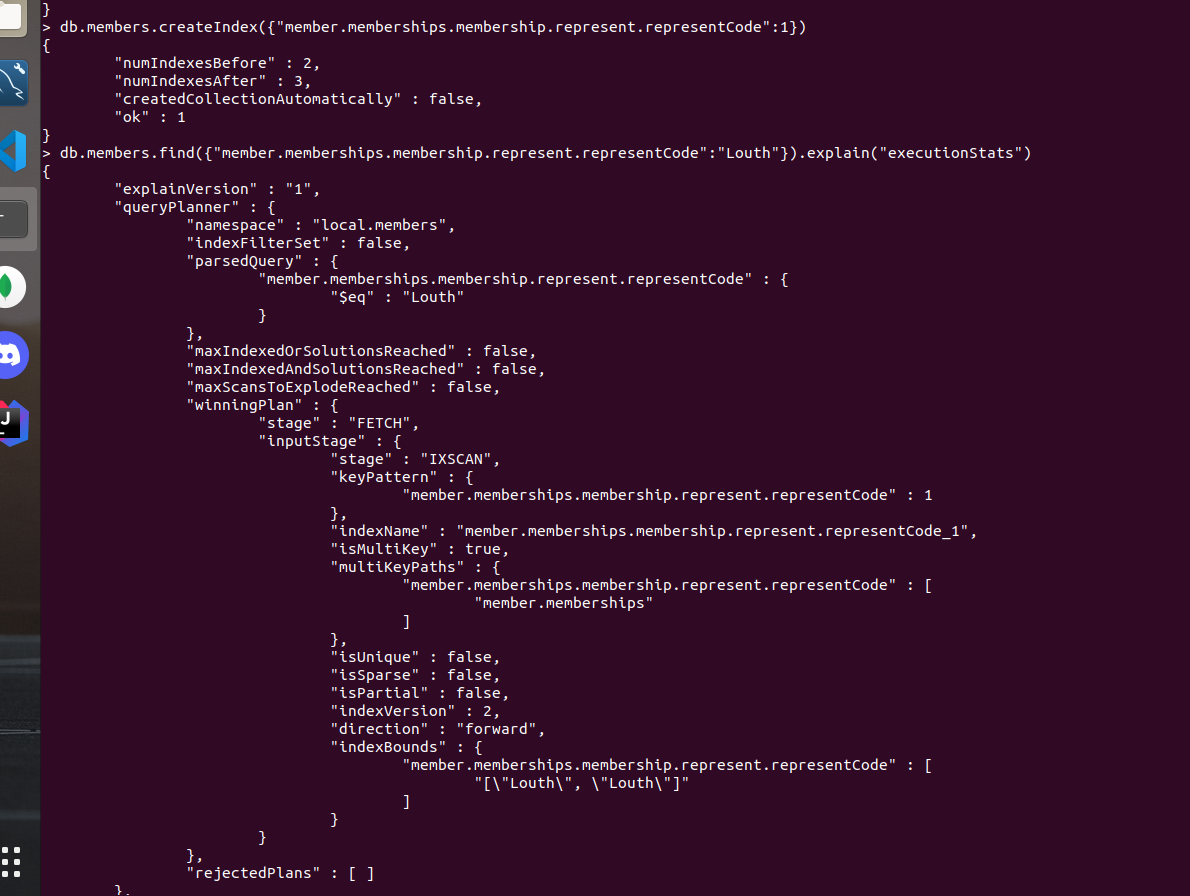 }
> db.members.createIndex({"member.memberships.membership.represent.representCode":1})
{
        "numIndexesBefore" : 2,
        "numIndexesAfter" : 3,
        "createdCollectionAutomatically" : false,
        "ok" : 1
}
> db.members.find({"member.memberships.membership.represent.representCode":"Louth"}).explain("executionStats")
{
        "explainVersion" : "1",
        "queryPlanner" : {
                "namespace" : "local.members",
                "indexFilterSet" : false,
                "parsedQuery" : {
                        "member.memberships.membership.represent.representCode" : {
                                "$eq" : "Louth"
                        }
                },
                "maxIndexedOrSolutionsReached" : false,
                "maxIndexedAndSolutionsReached" : false,
                "maxScansToExplodeReached" : false,
                "winningPlan" : {
                        "stage" : "FETCH",
                        "inputStage" : {
                                "stage" : "IXSCAN",
                                "keyPattern" : {
                                        "member.memberships.membership.represent.representCode" : 1
                                },
                                "indexName" : "member.memberships.membership.represent.representCode_1",
                                "isMultiKey" : true,
                                "multiKeyPaths" : {
                                        "member.memberships.membership.represent.representCode" : [
                                                "member.memberships"
                                        ]
                                },
                                "isUnique" : false,
                                "isSparse" : false,
                                "isPartial" : false,
                                "indexVersion" : 2,
                                "direction" : "forward",
                                "indexBounds" : {
                                        "member.memberships.membership.represent.representCode" : [
                                                "[\"Louth\", \"Louth\"]"
                                        ]
                                }
                        }
                },
                "rejectedPlans" : [ ]
        },